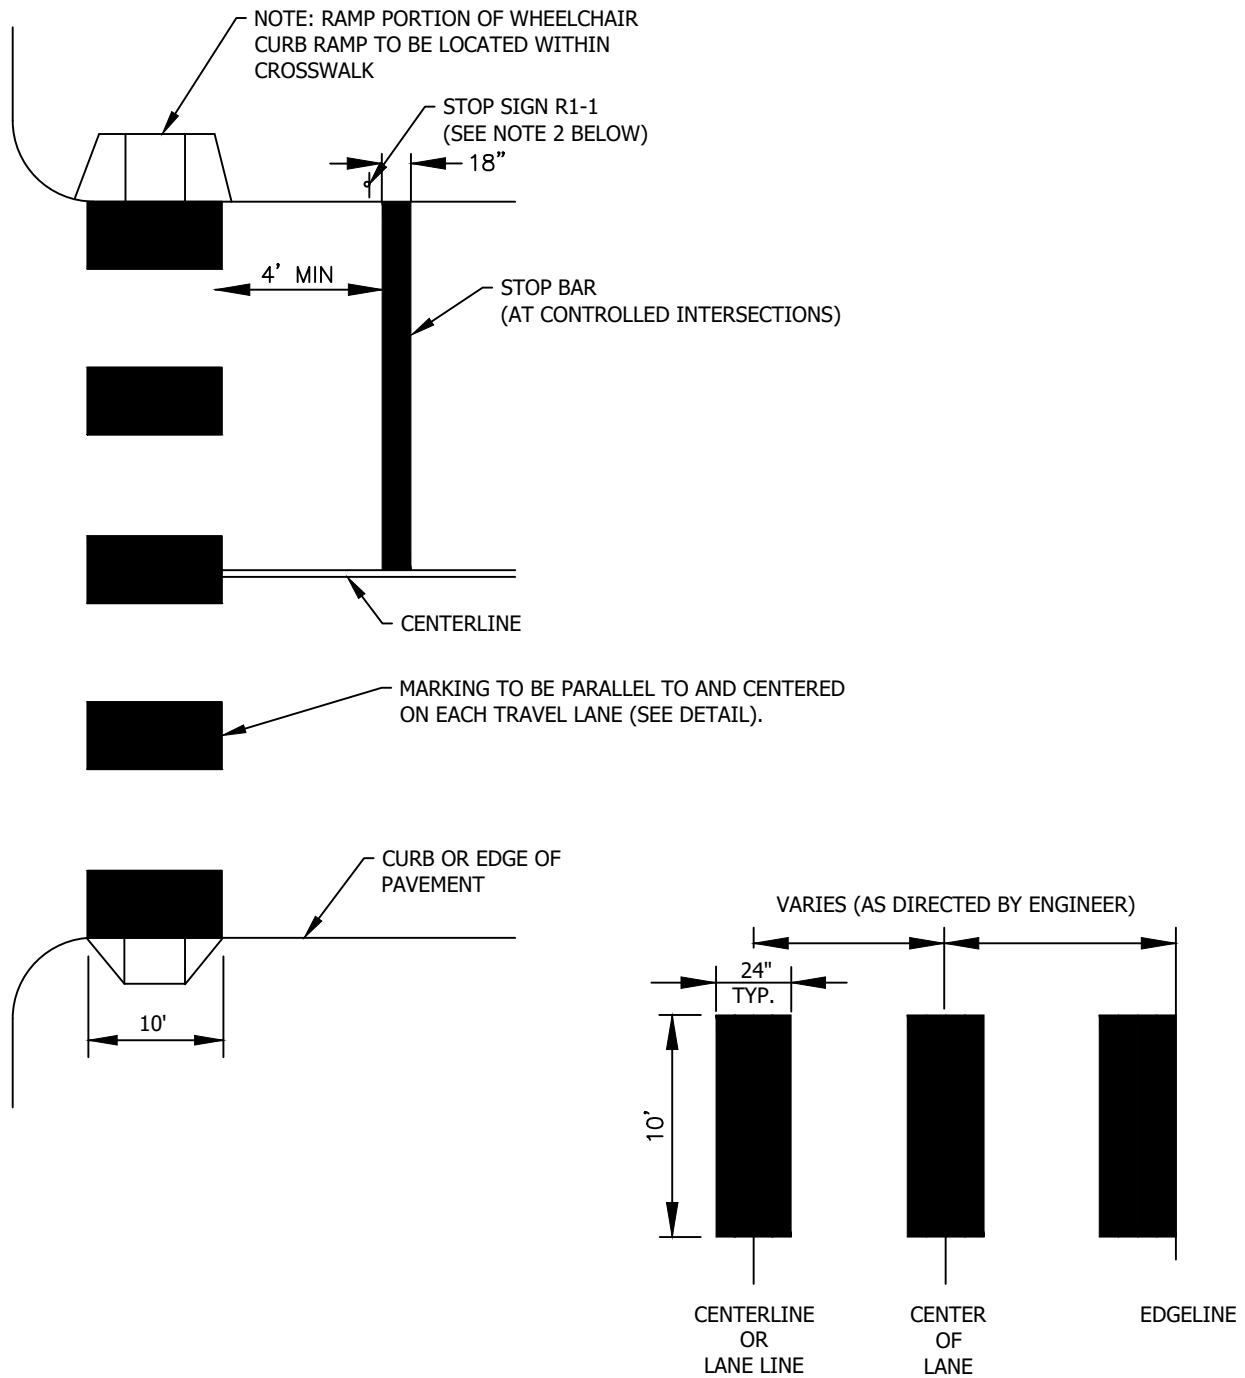 NOTE: RAMP PORTION OF WHEELCHAIR
CURB RAMP TO BE LOCATED WITHIN
CROSSWALK
STOP SIGN R1-1
(SEE NOTE 2 BELOW)
18”
4’ MIN
STOP BAR
(AT CONTROLLED INTERSECTIONS)
CENTERLINE
MARKING TO BE PARALLEL TO AND CENTERED
ON EACH TRAVEL LANE (SEE DETAIL).
CURB OR EDGE OF
PAVEMENT
10'
VARIES (AS DIRECTED BY ENGINEER)
24"
TYP.
10’
CENTERLINE
OR
LANE LINE
CENTER
OF
LANE
EDGELINE